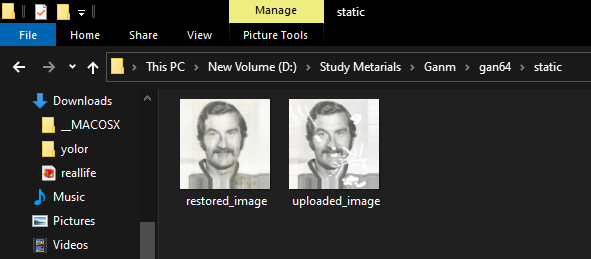 Manage
static
File
Home
Share
View
Picture Tools
This PC > New Volume (D:) > Study Metarials > Ganm > gan64 > static
Downloads
__MACOSX
yolor
reallife
Music
Pictures
Videos
restored_image
uploaded_image